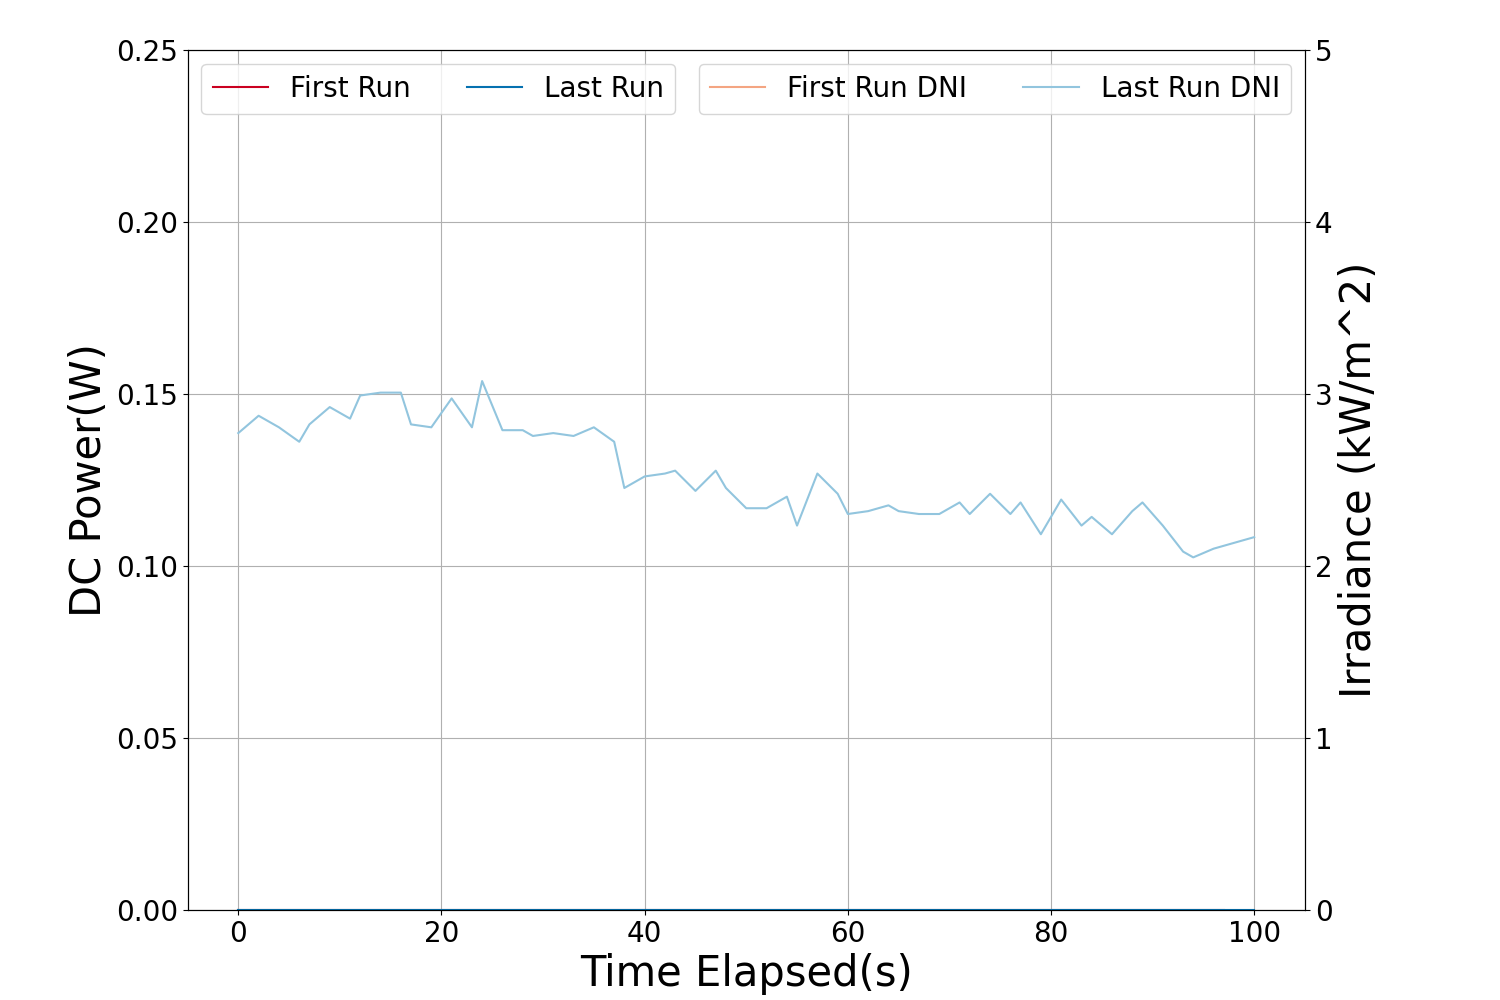 First Run
Last Run
First Run DNI
Last Run DNI
DC Power(W)
0.25
0.20
0.15
0.10
0.05
0.00
0
20
40
60
80
100
Time Elapsed(s)
5
4
3
2
1
0
Irradiance (kW/m^2)